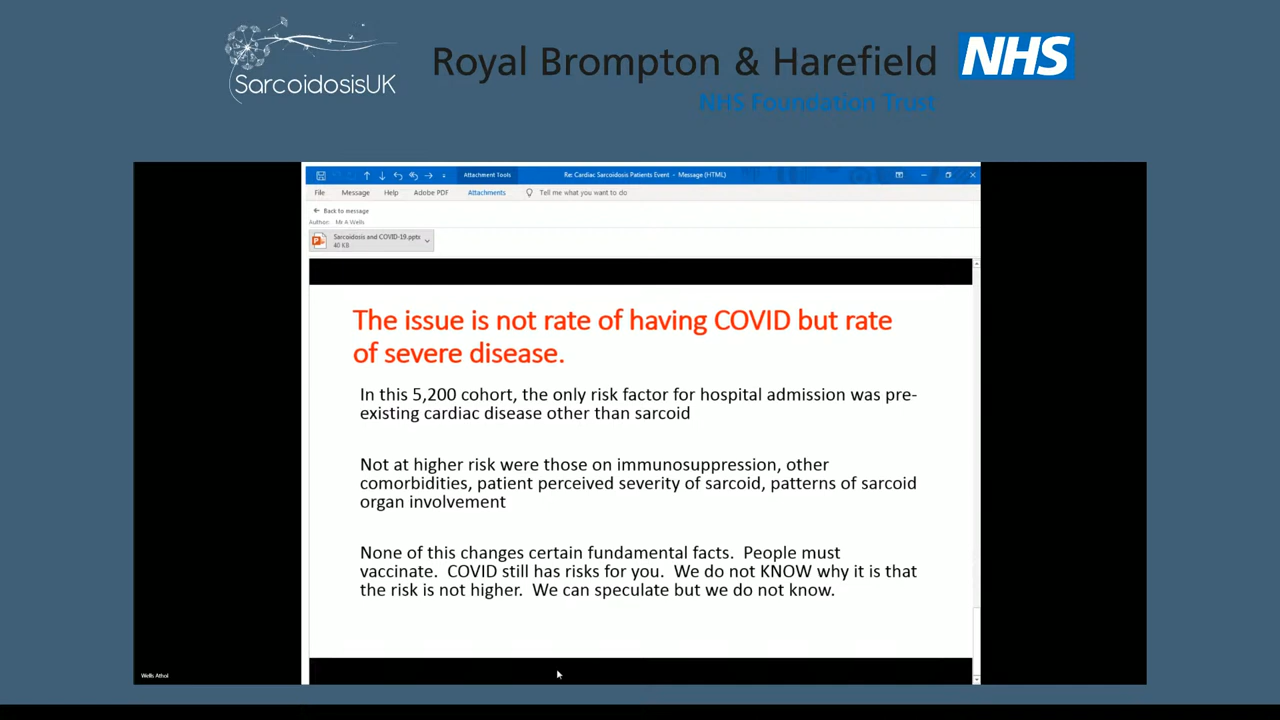 SarcoidosisUK
Royal Brompton & Harefield NHS
NHS Foundation Trust
Attachment Tools
Re: Cardiac Sarcoidosis Patients Event - Message (HTML)
File Message Help Adobe PDF Attachments Tell me what you want to do
Back to message
Author: Mr A Wells
Sarcoidosis and COVID-19.pptx
40 KB
The issue is not rate of having COVID but rate
of severe disease.
In this 5,200 cohort, the only risk factor for hospital admission was pre-
existing cardiac disease other than sarcoid
Not at higher risk were those on immunosuppression, other
comorbidities, patient perceived severity of sarcoid, patterns of sarcoid
organ involvement
None of this changes certain fundamental facts. People must
vaccinate. COVID still has risks for you. We do not KNOW why it is that
the risk is not higher. We can speculate but we do not know.
Wells Athol